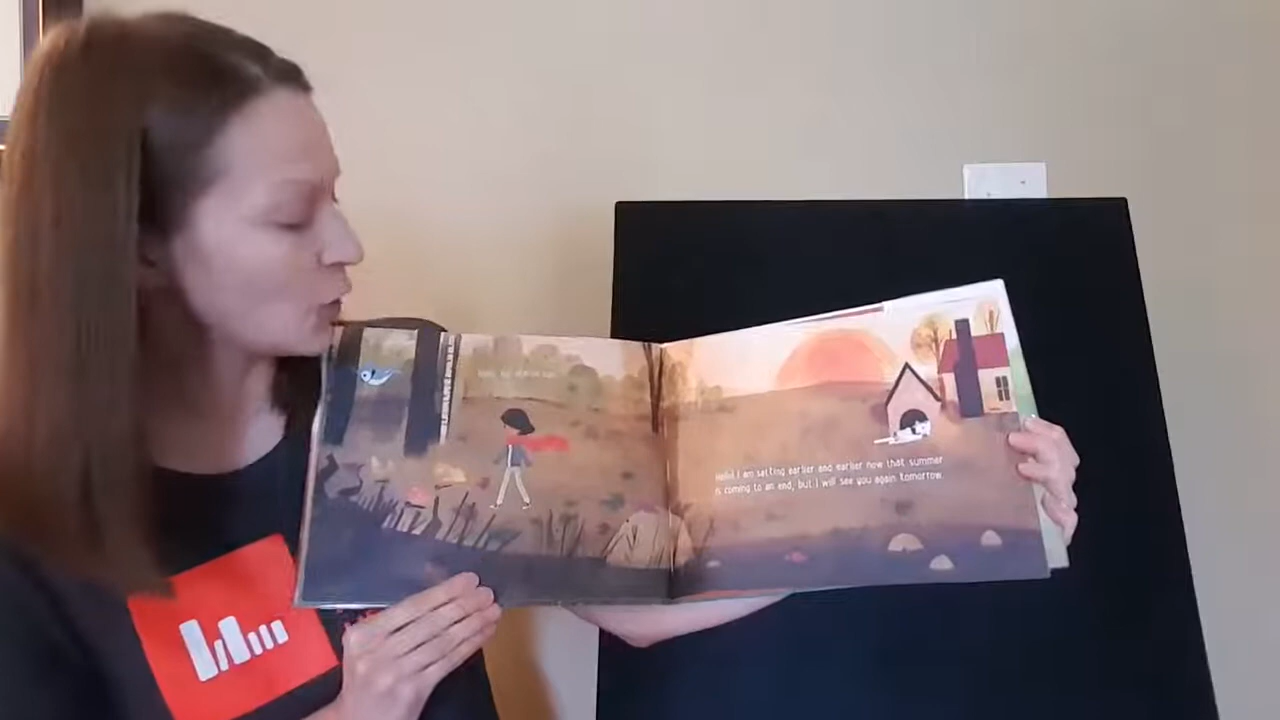 Hello! I am setting earlier and earlier now that summer
is coming to an end, but I will see you again tomorrow.